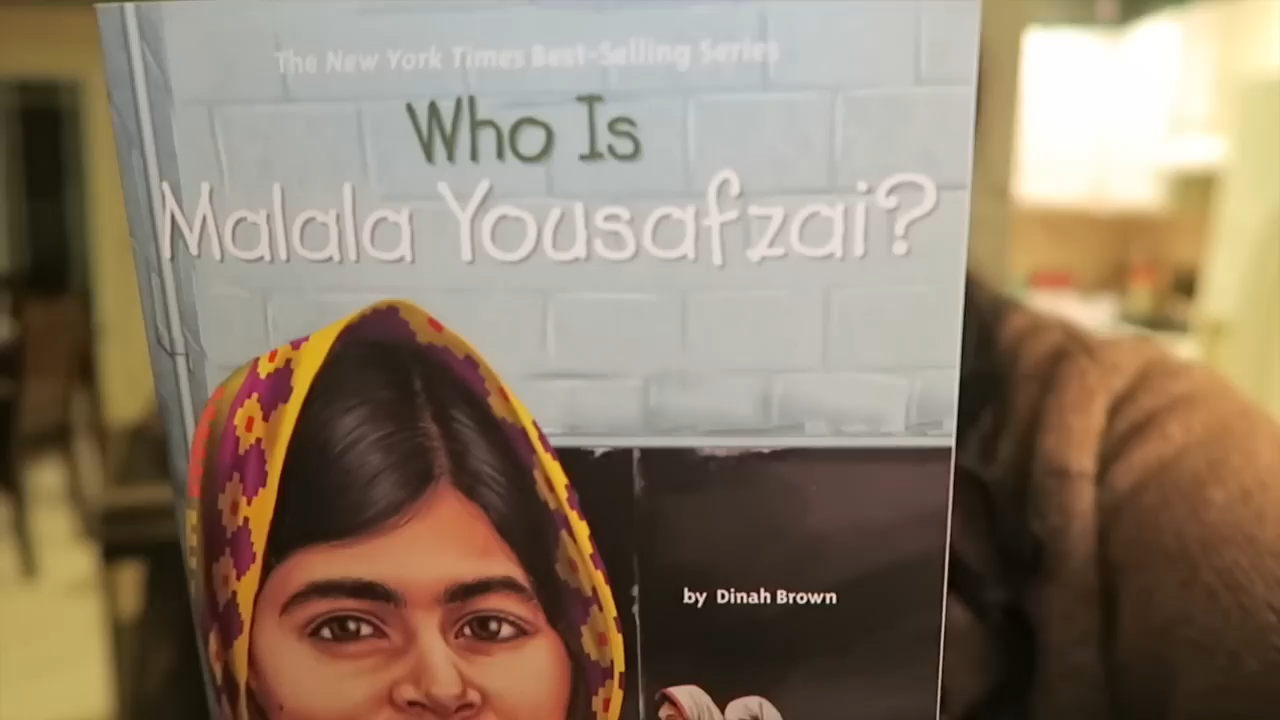 The New York Times Best-Selling Series
Who Is
Malala Yousafzai?
by Dinah Brown